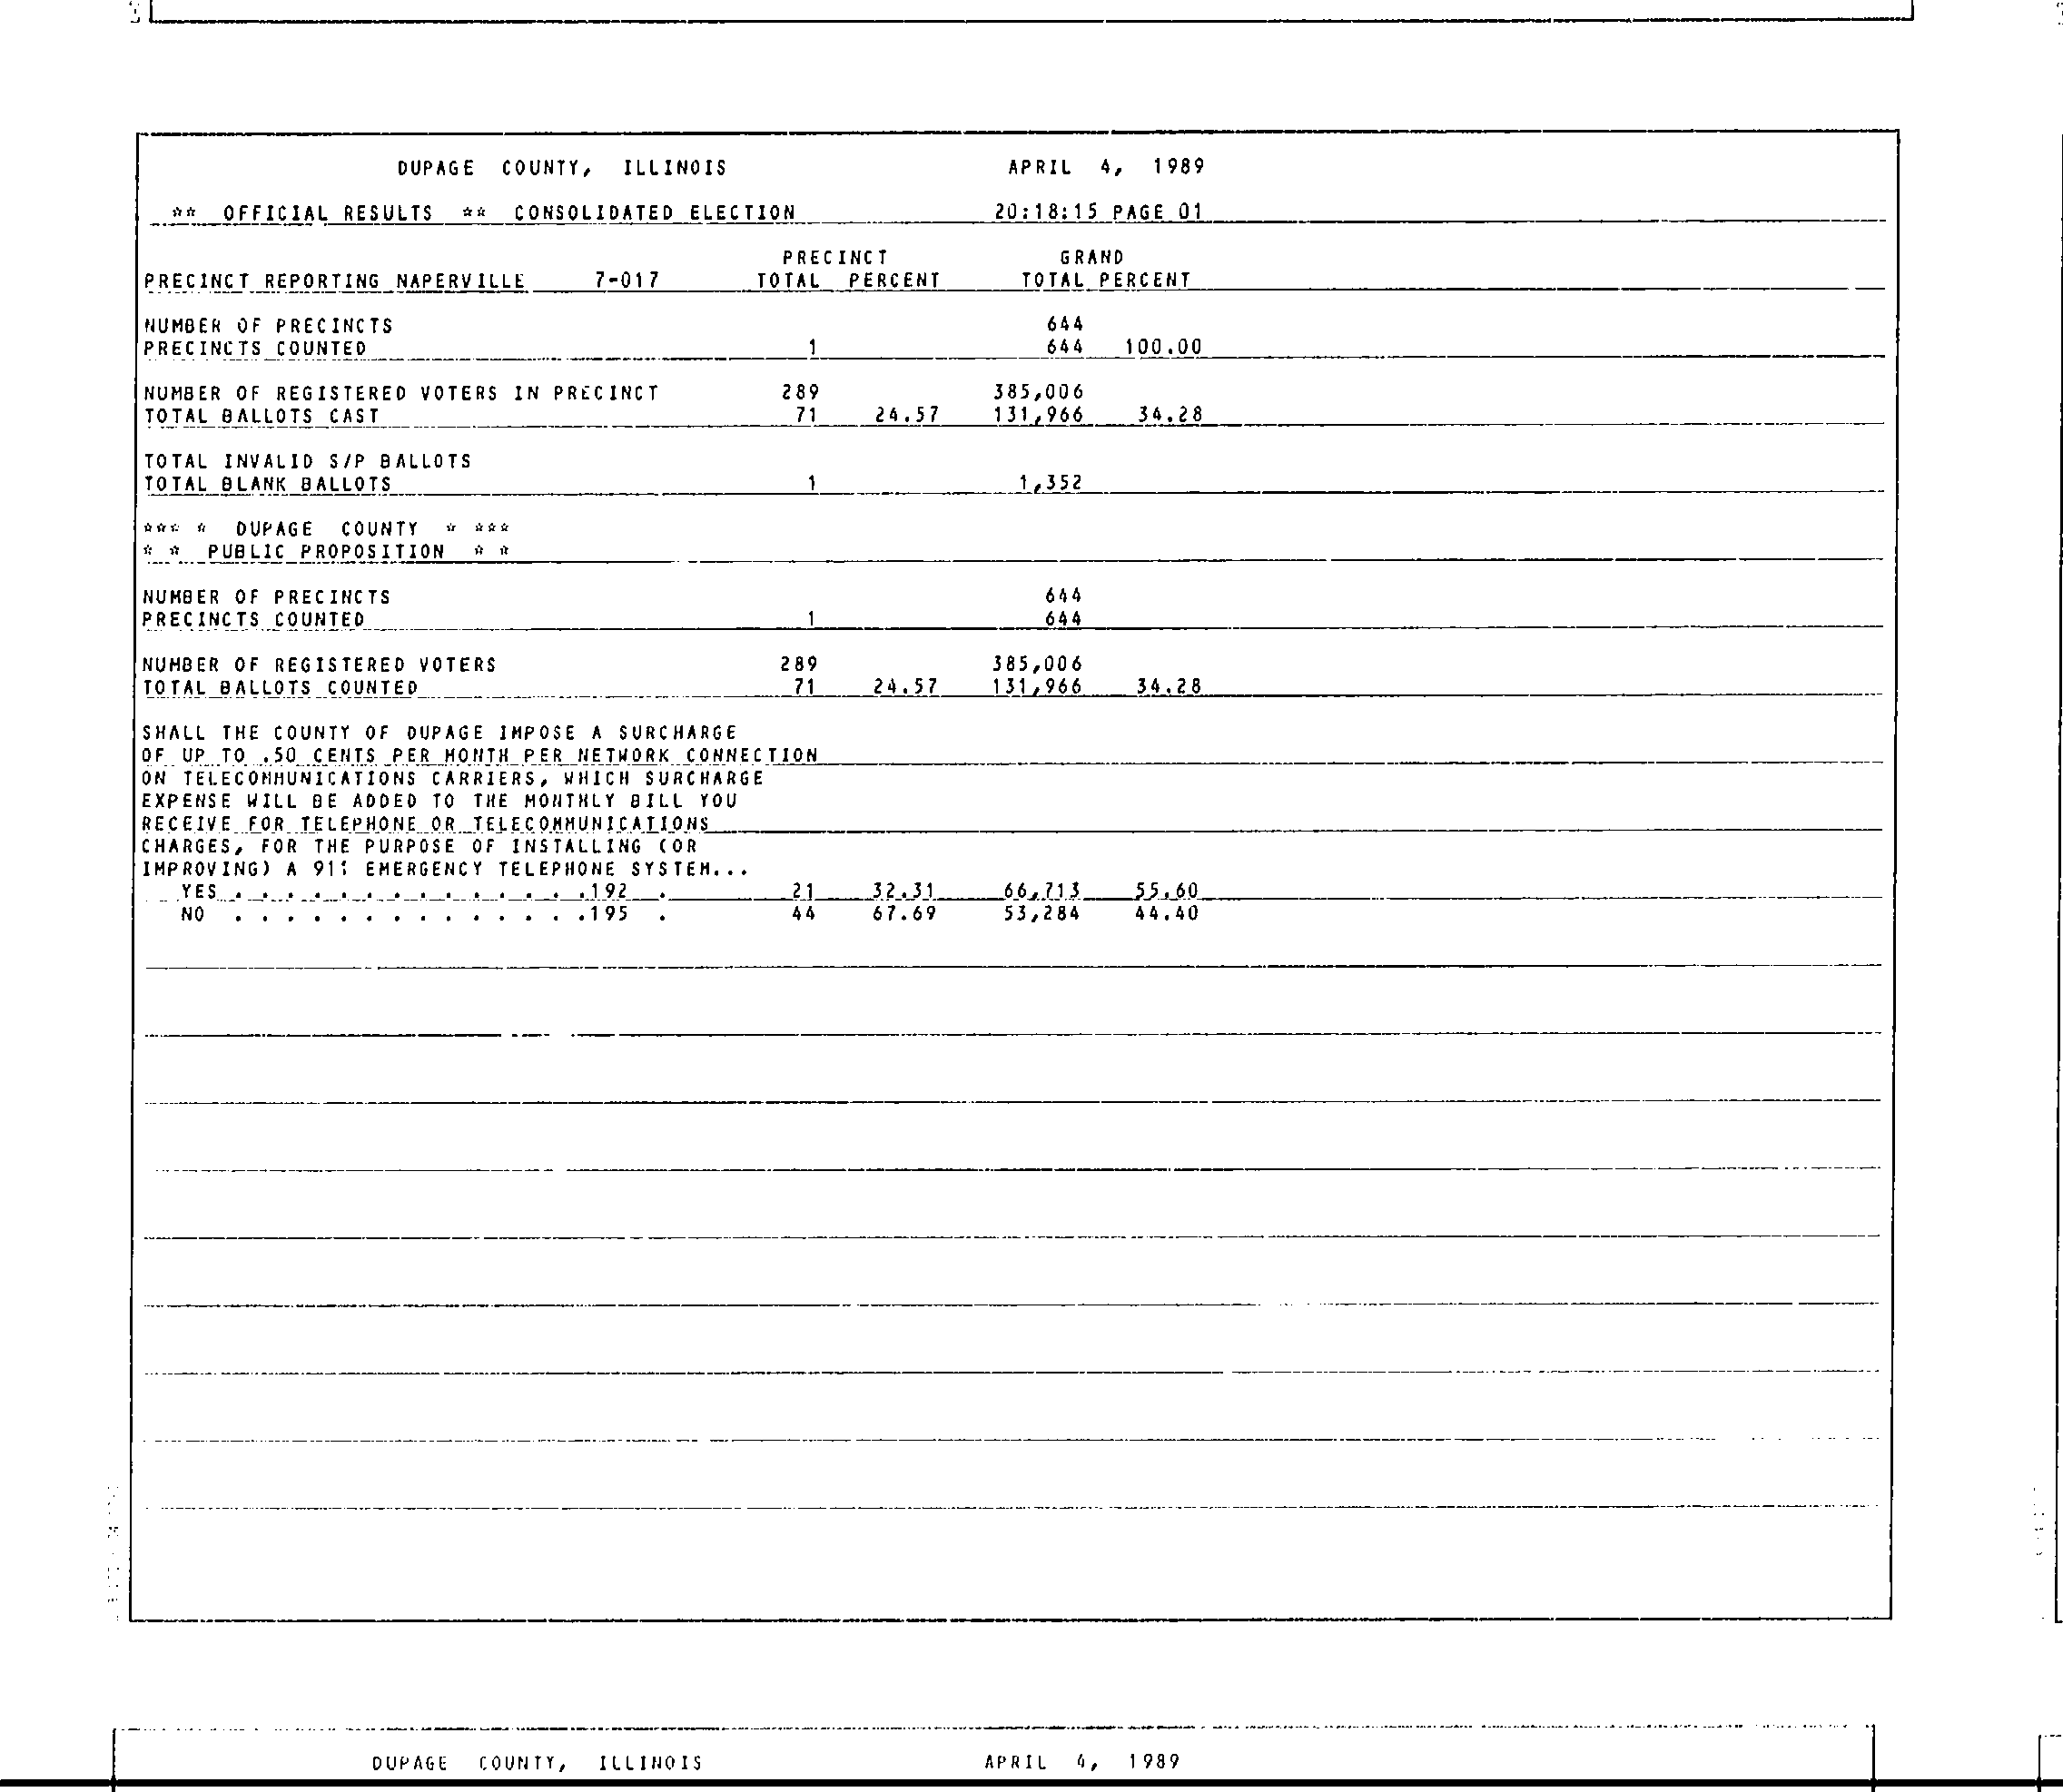 DUPAGE COUNTY, ILLINOIS APRIL 4, 1989
** OFFICIAL RESULTS ** CONSOLIDATED ELECTION 20:18:15 PAGE 01
PRECINCT GRAND
PRECINCT REPORTING NAPERVILLE 7-017 TOTAL PERCENT TOTAL PERCENT
NUMBER OF PRECINCTS 644
PRECINCTS COUNTED 1 644 100.00
NUMBER OF REGISTERED VOTERS IN PRECINCT 289 385,006
TOTAL BALLOTS CAST 71 24.57 131,966 34.28
TOTAL INVALID S/P BALLOTS
TOTAL BLANK BALLOTS 1 1,352
*** * DUPAGE COUNTY * ***
* * PUBLIC PROPOSITION * *
NUMBER OF PRECINCTS 644
PRECINCTS COUNTED 1 644
NUMBER OF REGISTERED VOTERS 289 385,006
TOTAL BALLOTS COUNTED 71 24.57 131,966 34.28
SHALL THE COUNTY OF DUPAGE IMPOSE A SURCHARGE
OF UP TO .50 CENTS PER MONTH PER NETWORK CONNECTION
ON TELECOMMUNICATIONS CARRIERS, WHICH SURCHARGE
EXPENSE WILL BE ADDED TO THE MONTHLY BILL YOU
RECEIVE FOR TELEPHONE OR TELECOMMUNICATIONS
CHARGES, FOR THE PURPOSE OF INSTALLING (OR
IMPROVING) A 911 EMERGENCY TELEPHONE SYSTEM...
YES . . . . . . . . . . . . . .192 . 21 32.31 66,713 55.60
NO . . . . . . . . . . . . . .195 . 44 67.69 53,284 44.40
DUPAGE COUNTY, ILLINOIS APRIL 4, 1989